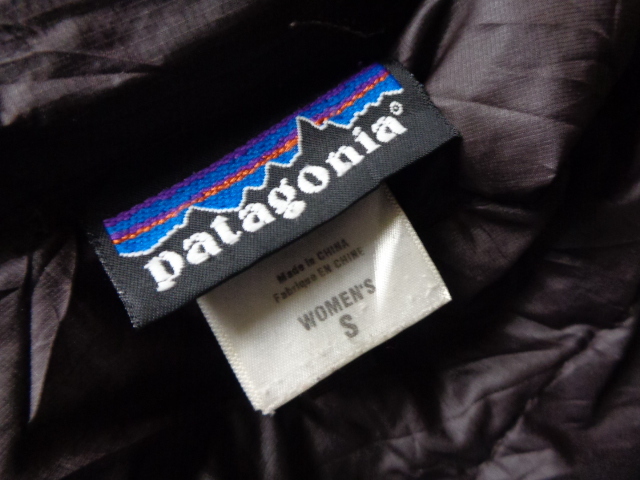 patagonia®
Made in CHINA
Fabriqué EN CHINE
WOMEN'S
S